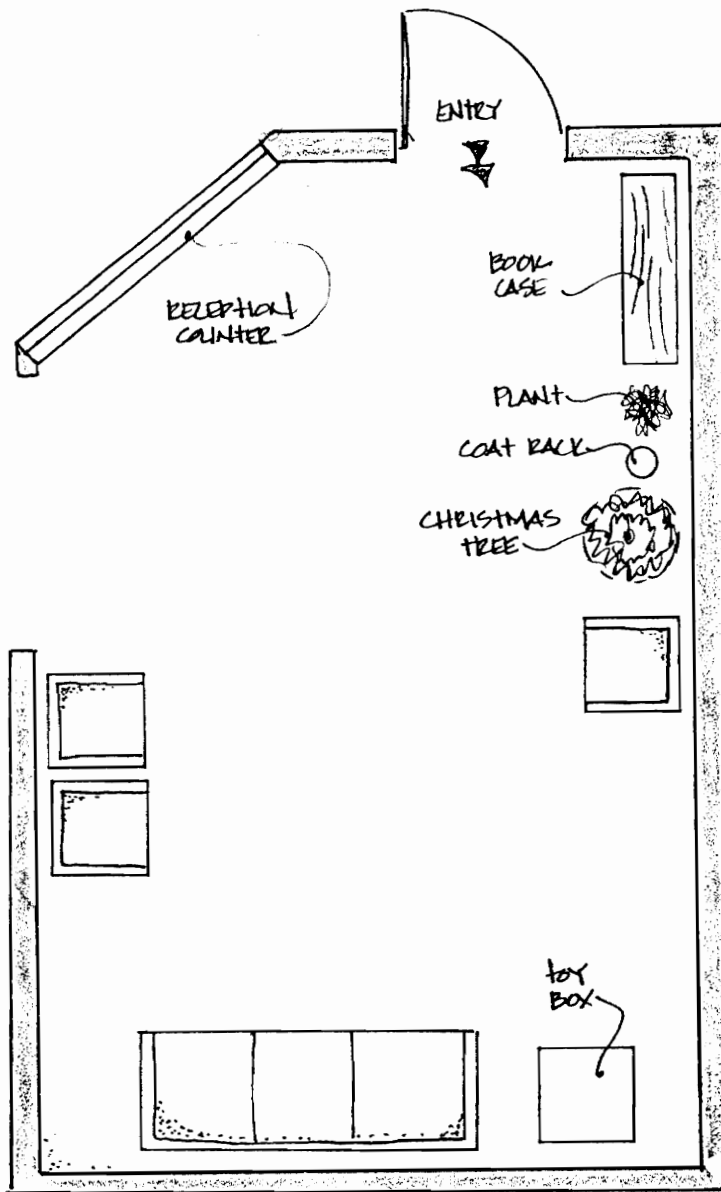 ENTRY
BOOK
CASE
RECEPTION
COUNTER
PLANT
COAT RACK
CHRISTMAS
TREE
TOY
BOX